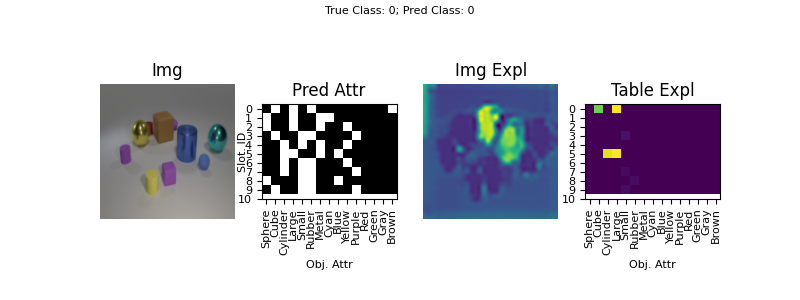 True Class: 0; Pred Class: 0
Img
Pred Attr
Img Expl
Table Expl
Slot. ID
0
1
2
3
4
5
6
7
8
9
10
Sphere
Cube
Cylinder
Large
Small
Rubber
Metal
Cyan
Blue
Yellow
Purple
Red
Green
Gray
Brown
Obj. Attr
0
1
2
3
4
5
6
7
8
9
10
Sphere
Cube
Cylinder
Large
Small
Rubber
Metal
Cyan
Blue
Yellow
Purple
Red
Green
Gray
Brown
Obj. Attr